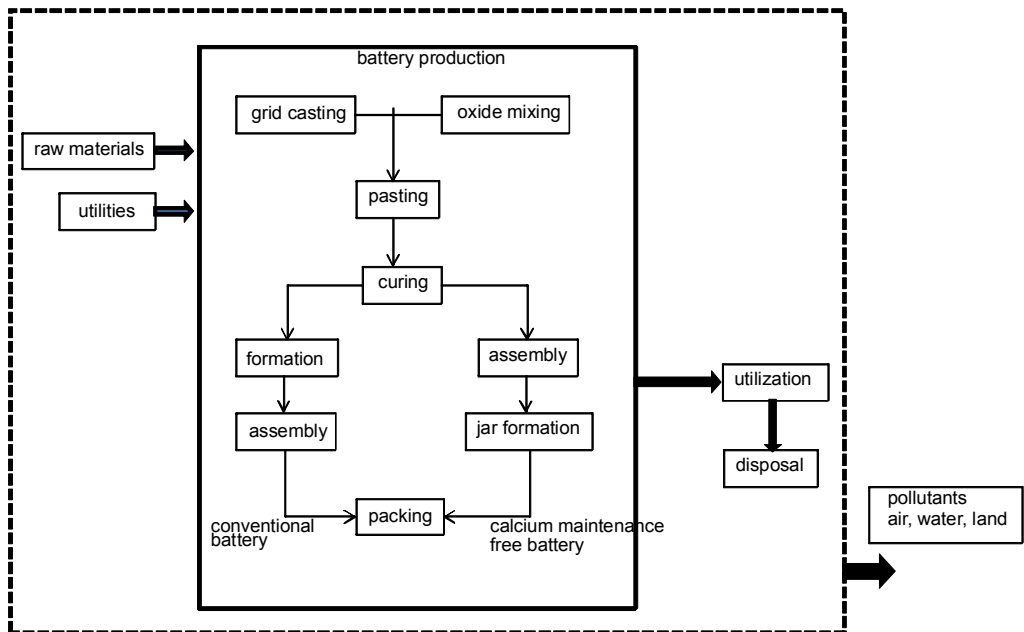 battery production
grid casting
oxide mixing
raw materials
pasting
utilities
curing
formation
assembly
utilization
assembly
jar formation
disposal
packing
conventional
battery
calcium maintenance
free battery
pollutants
air, water, land